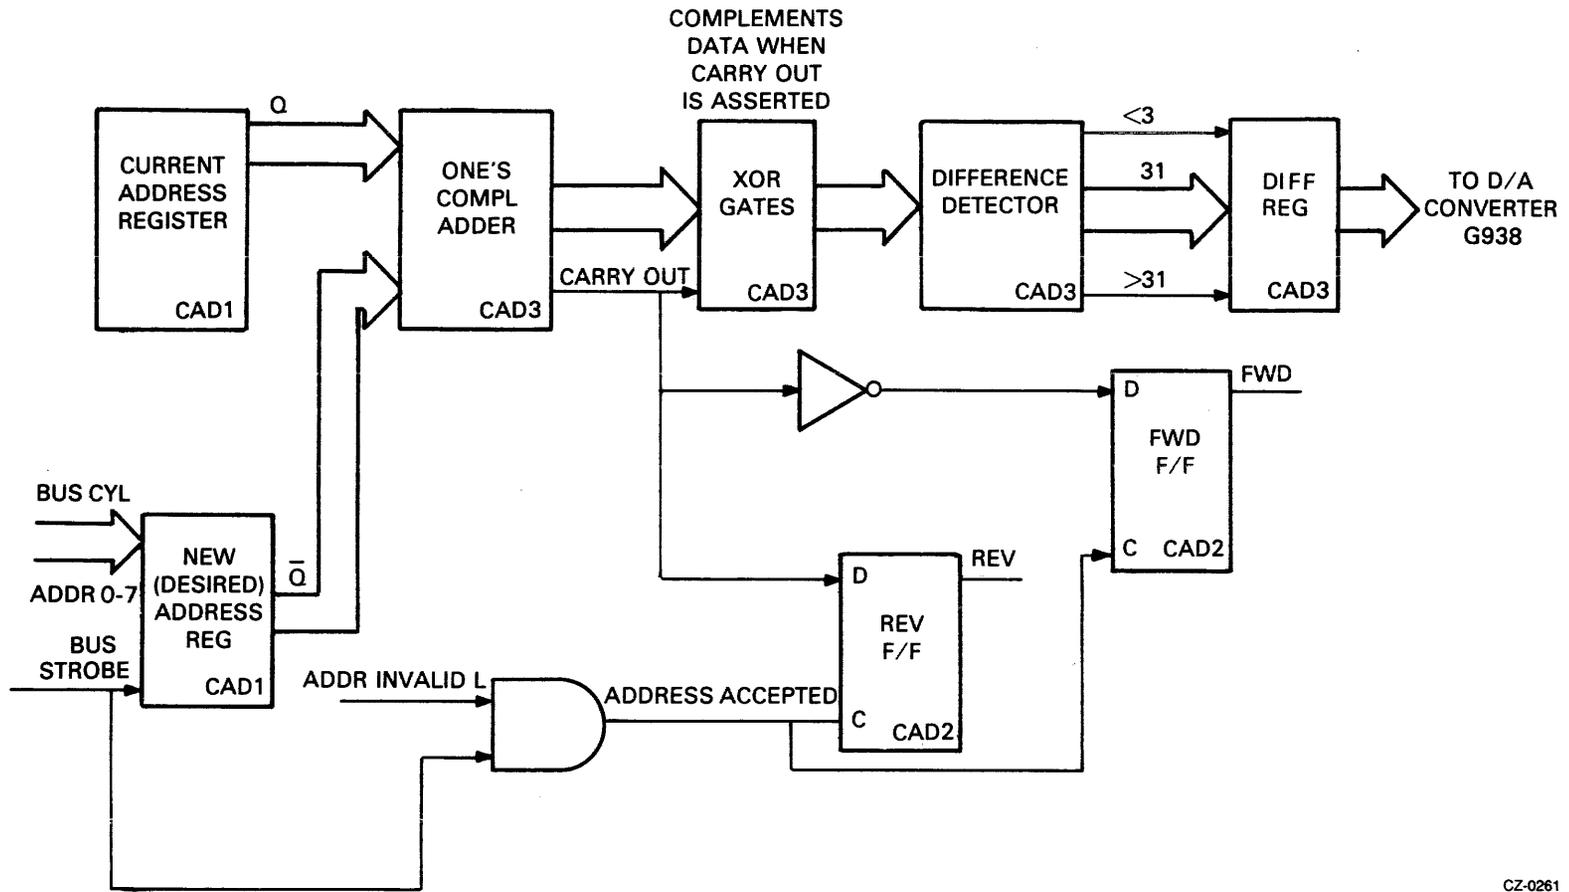 COMPLEMENTS
DATA WHEN
CARRY OUT
IS ASSERTED
Q
CURRENT
ADDRESS
REGISTER
CAD1
ONE'S
COMPL
ADDER
CAD3
CARRY OUT
XOR
GATES
CAD3
DIFFERENCE
DETECTOR
CAD3
<3
31
>31
DIFF
REG
CAD3
TO D/A
CONVERTER
G938
D
FWD
F/F
C CAD2
FWD
BUS CYL
ADDR 0-7
BUS
STROBE
NEW
(DESIRED)
ADDRESS
REG
CAD1
Q̅
ADDR INVALID L
ADDRESS ACCEPTED
D
REV
F/F
C
CAD2
REV
CZ-0261